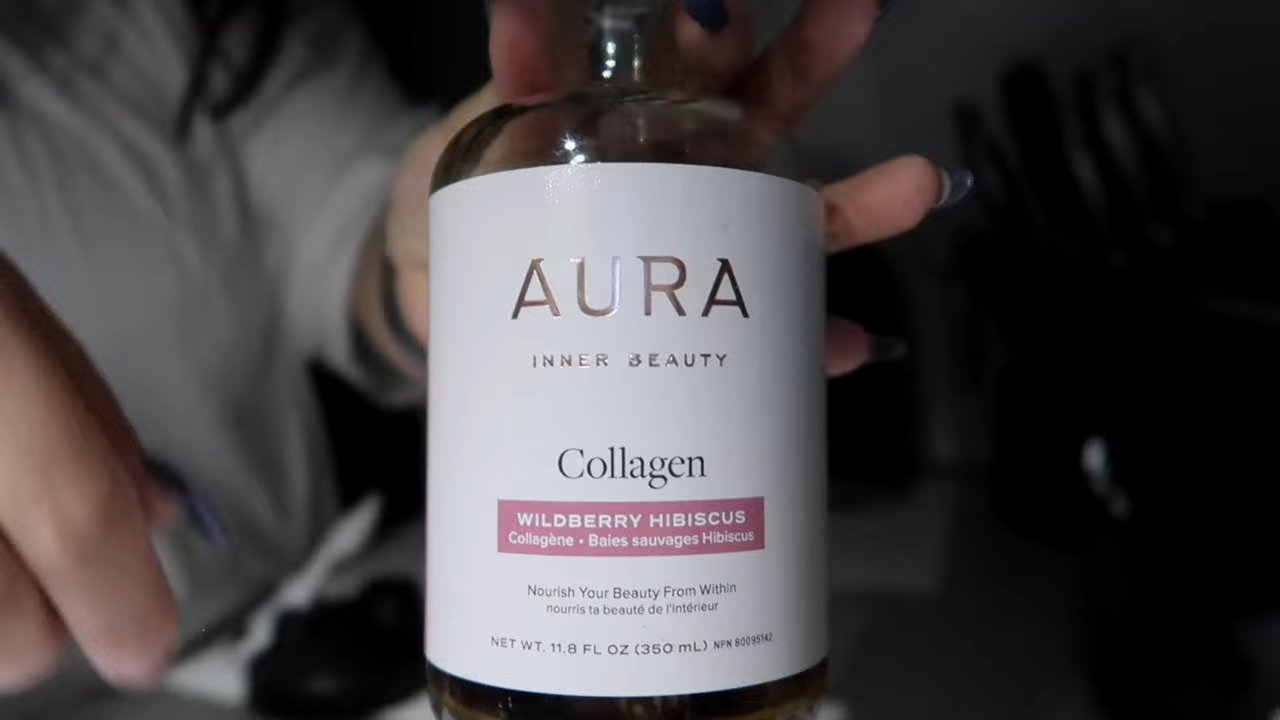 AURA
INNER BEAUTY
Collagen
WILDBERRY HIBISCUS
Collagène • Baies sauvages Hibiscus
Nourish Your Beauty From Within
nourris ta beauté de l'intérieur
NET WT. 11.8 FL OZ (350 mL) NPN 80095142